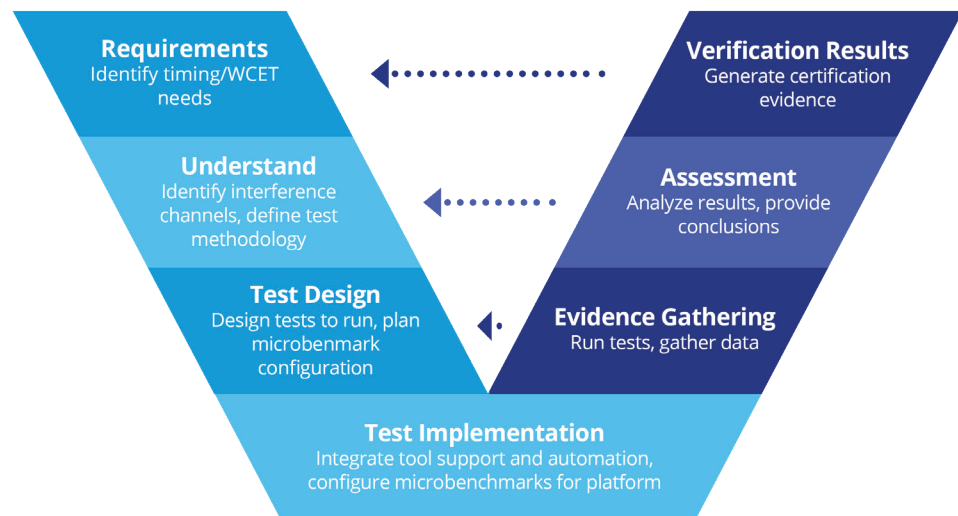 Requirements
Identify timing/WCET
needs
Verification Results
Generate certification
evidence
Understand
Identify interference
channels, define test
methodology
Assessment
Analyze results, provide
conclusions
Test Design
Design tests to run, plan
microbenmark
configuration
Evidence Gathering
Run tests, gather data
Test Implementation
Integrate tool support and automation,
configure microbenchmarks for platform